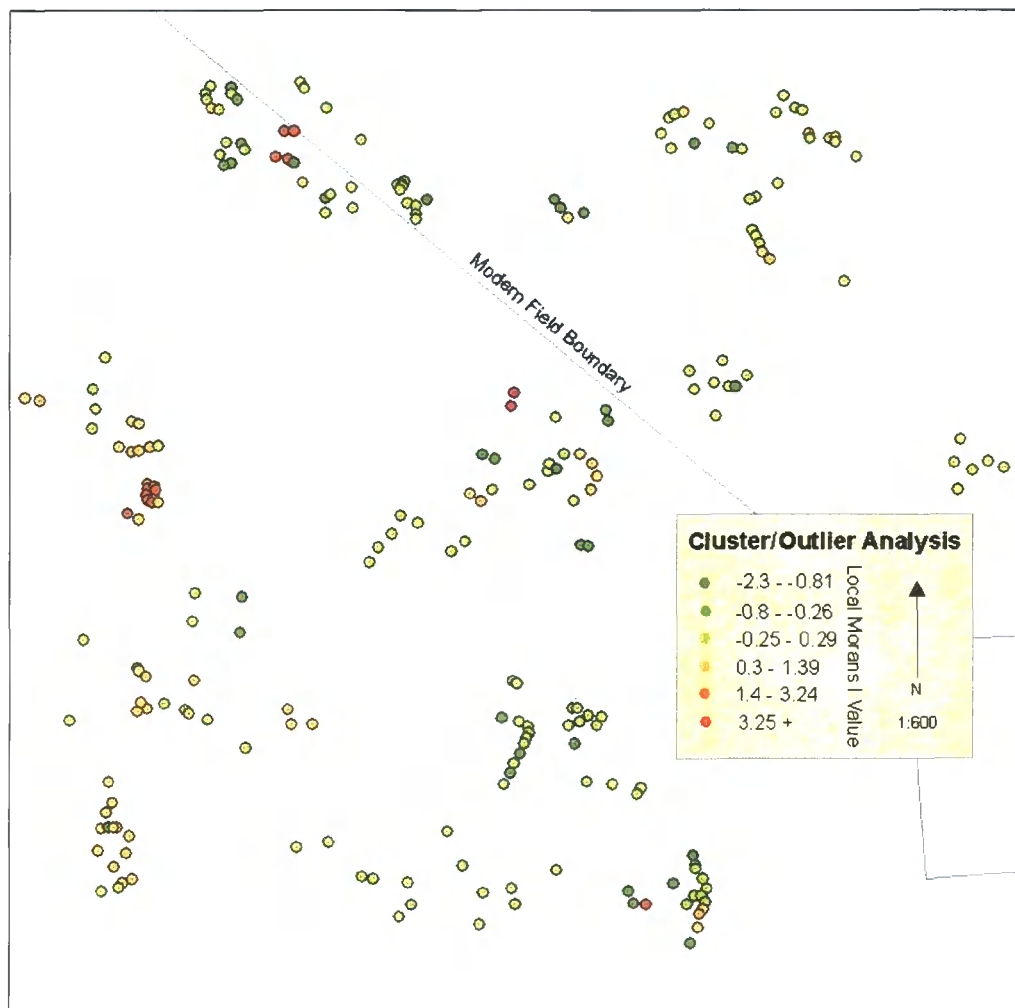 Modern Field Boundary
Cluster/Outlier Analysis
-2.3 - -0.81
-0.8 - -0.26
-0.25 - 0.29
0.3 - 1.39
1.4 - 3.24
3.25 +
Local Morans I Value
N
1:600